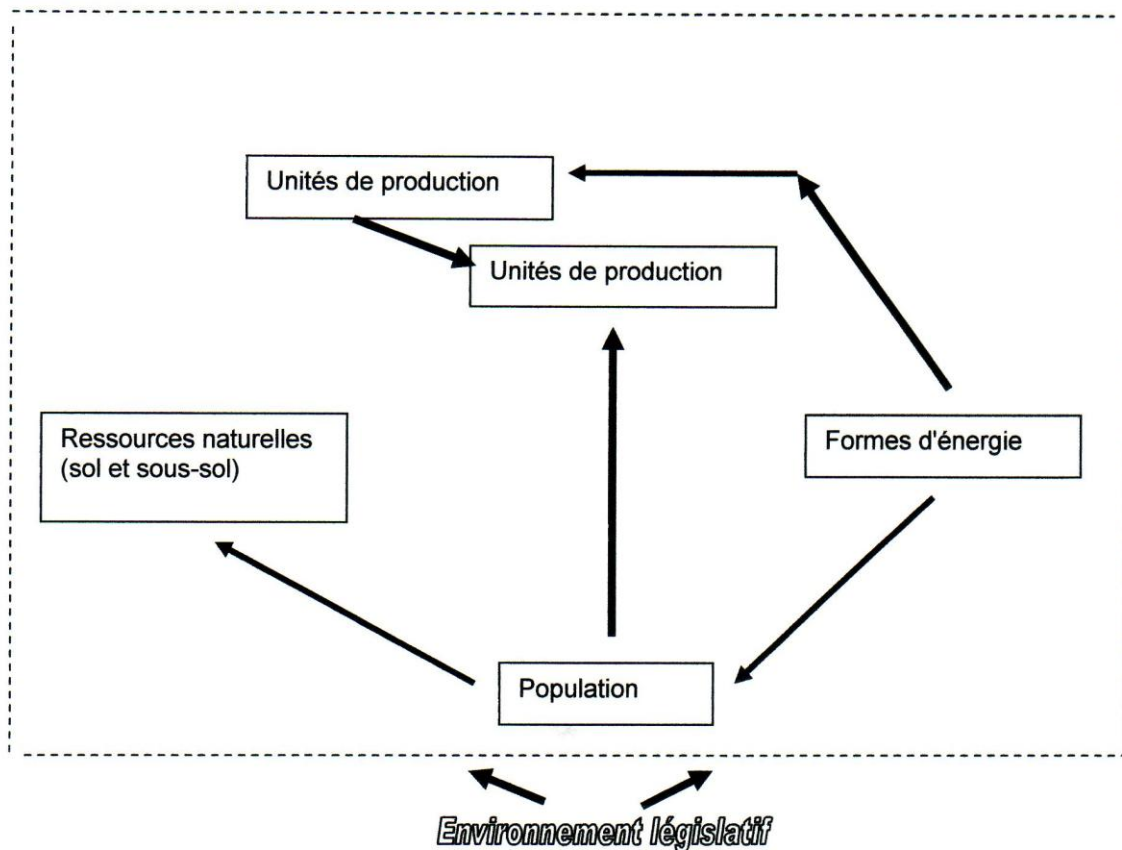 Unités de production
Unités de production
Ressources naturelles
(sol et sous-sol)
Formes d'énergie
Population
Environnement législatif